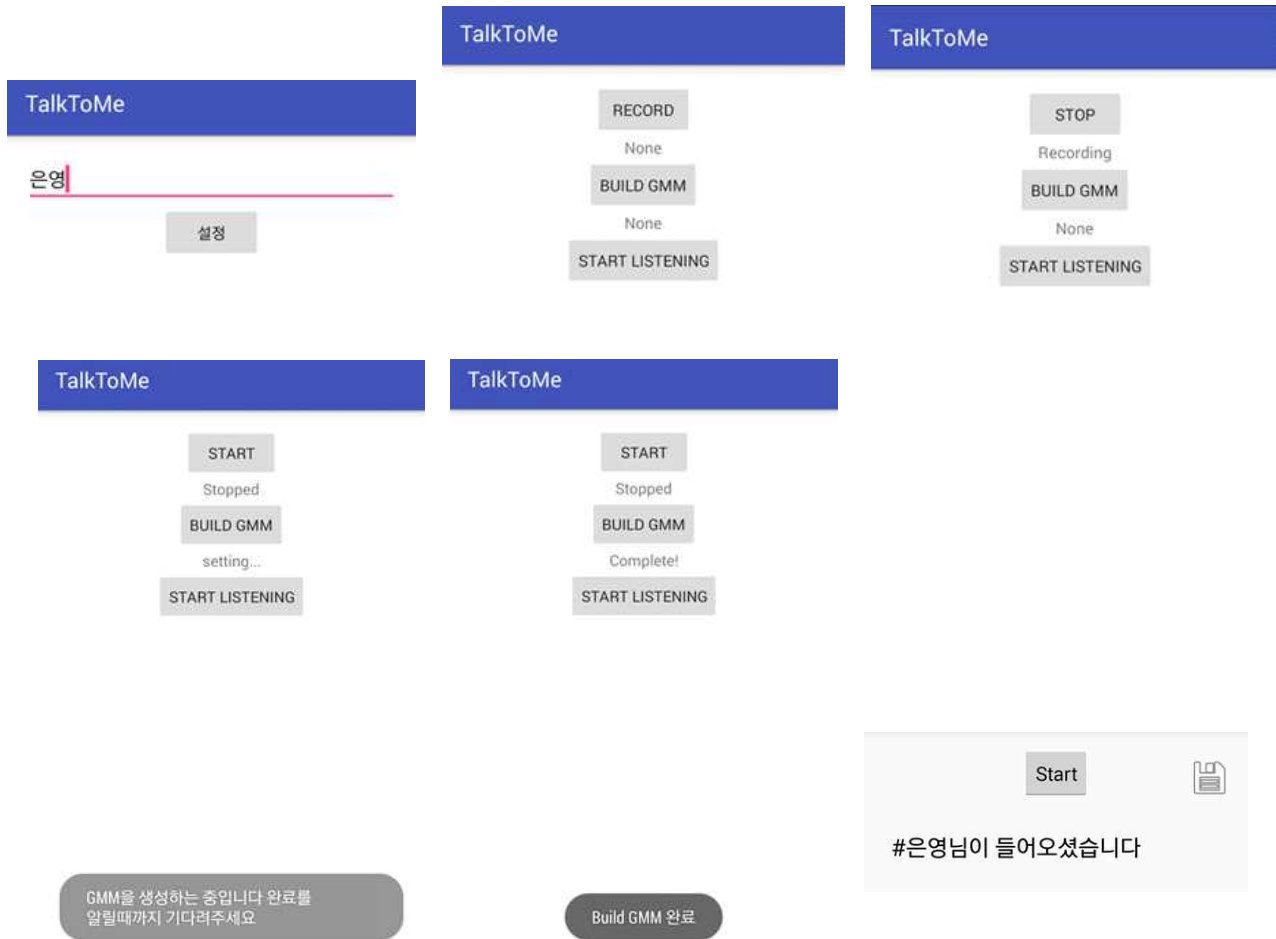 TalkToMe
은영
설정
TalkToMe
RECORD
None
BUILD GMM
None
START LISTENING
TalkToMe
STOP
Recording
BUILD GMM
None
START LISTENING
TalkToMe
START
Stopped
BUILD GMM
setting...
START LISTENING
GMM을 생성하는 중입니다 완료를
알릴때까지 기다려주세요
TalkToMe
START
Stopped
BUILD GMM
Complete!
START LISTENING
Build GMM 완료
Start
#은영님이 들어오셨습니다